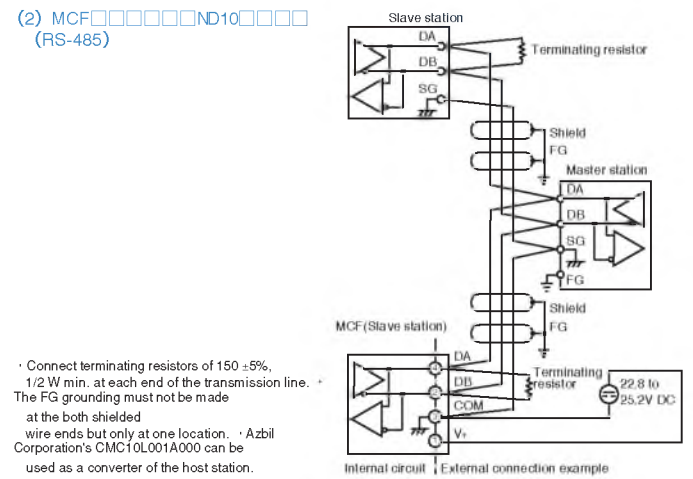 (2) MCF□□□□□□ND10□□□□
(RS-485)
Slave station
DA
DB
SG
Terminating resistor
Shield
FG
Master station
DA
DB
SG
FG
Shield
FG
MCF(Slave station)
DA
DB
COM
V+
Terminating
resistor
22.8 to
25.2V DC
Internal circuit
External connection example
· Connect terminating resistors of 150 ±5%,
1/2 W min. at each end of the transmission line. ·
The FG grounding must not be made
at the both shielded
wire ends but only at one location. · Azbil
Corporation's CMC10L001A000 can be
used as a converter of the host station.